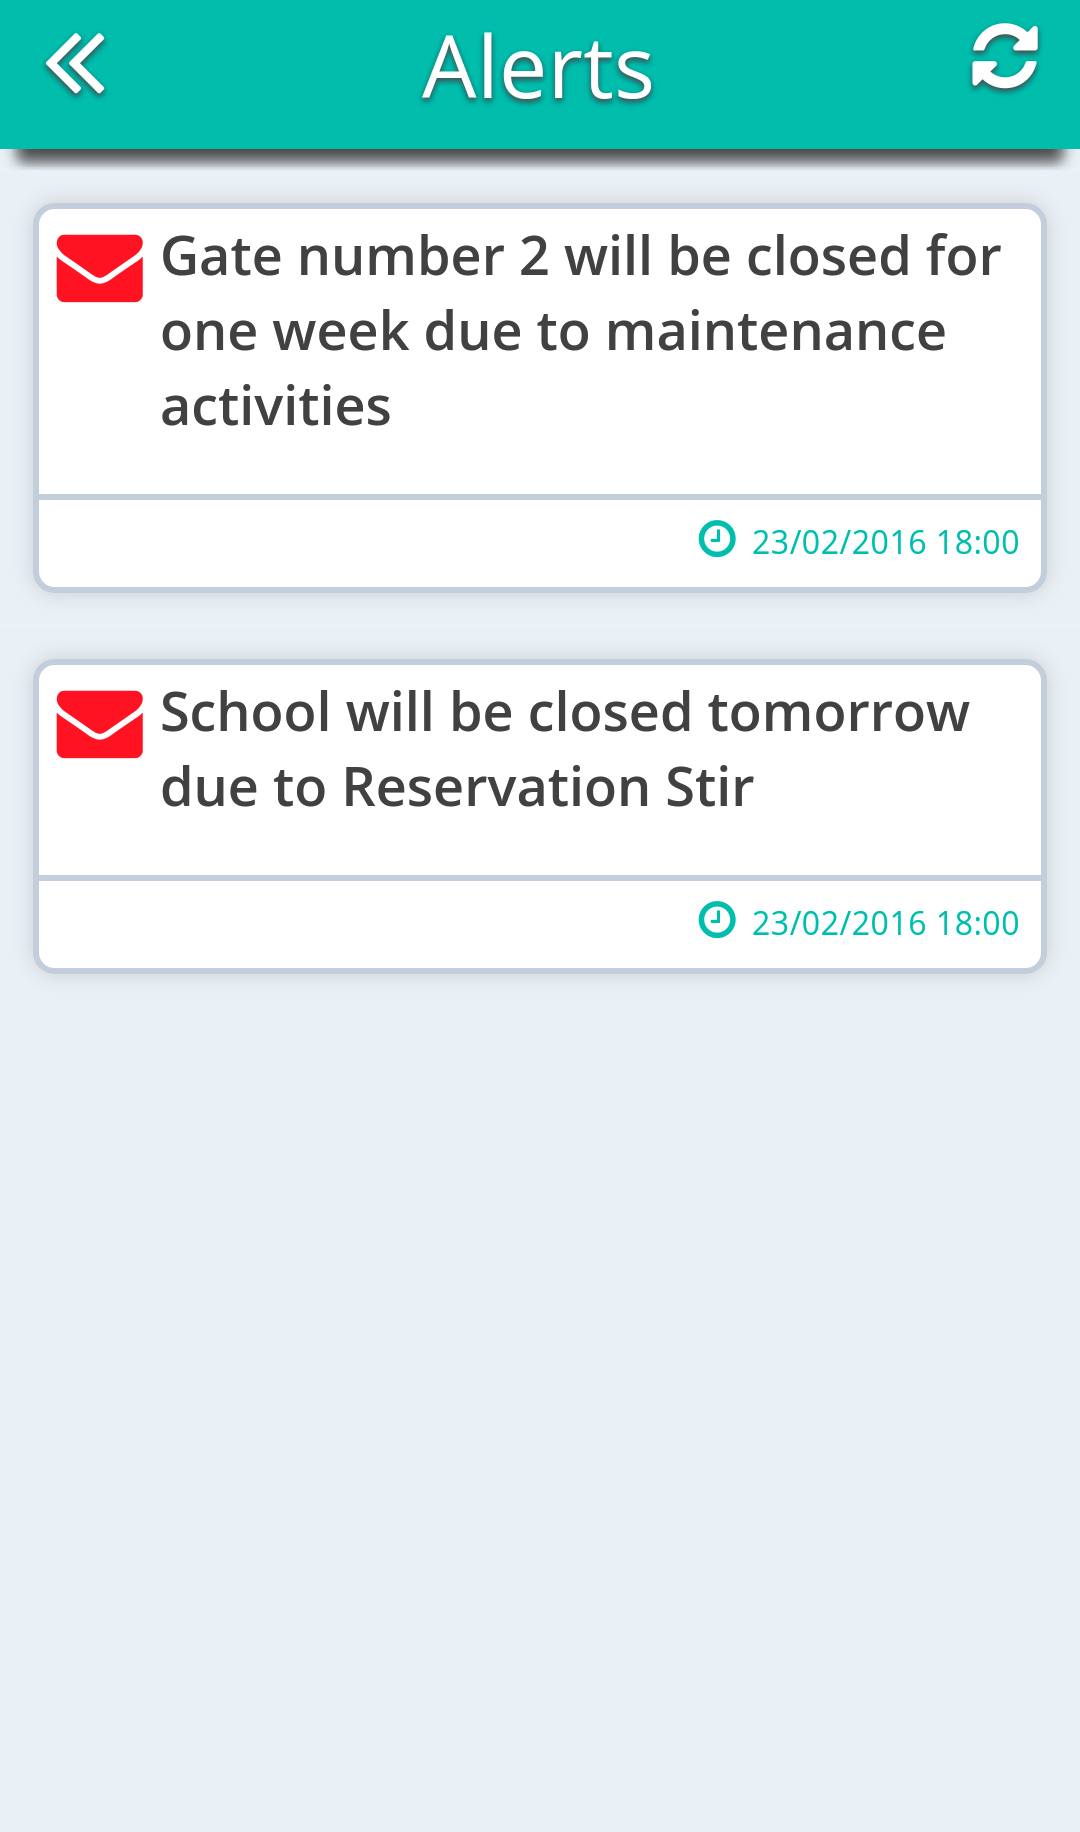 Alerts
Gate number 2 will be closed for
one week due to maintenance
activities
23/02/2016 18:00
School will be closed tomorrow
due to Reservation Stir
23/02/2016 18:00